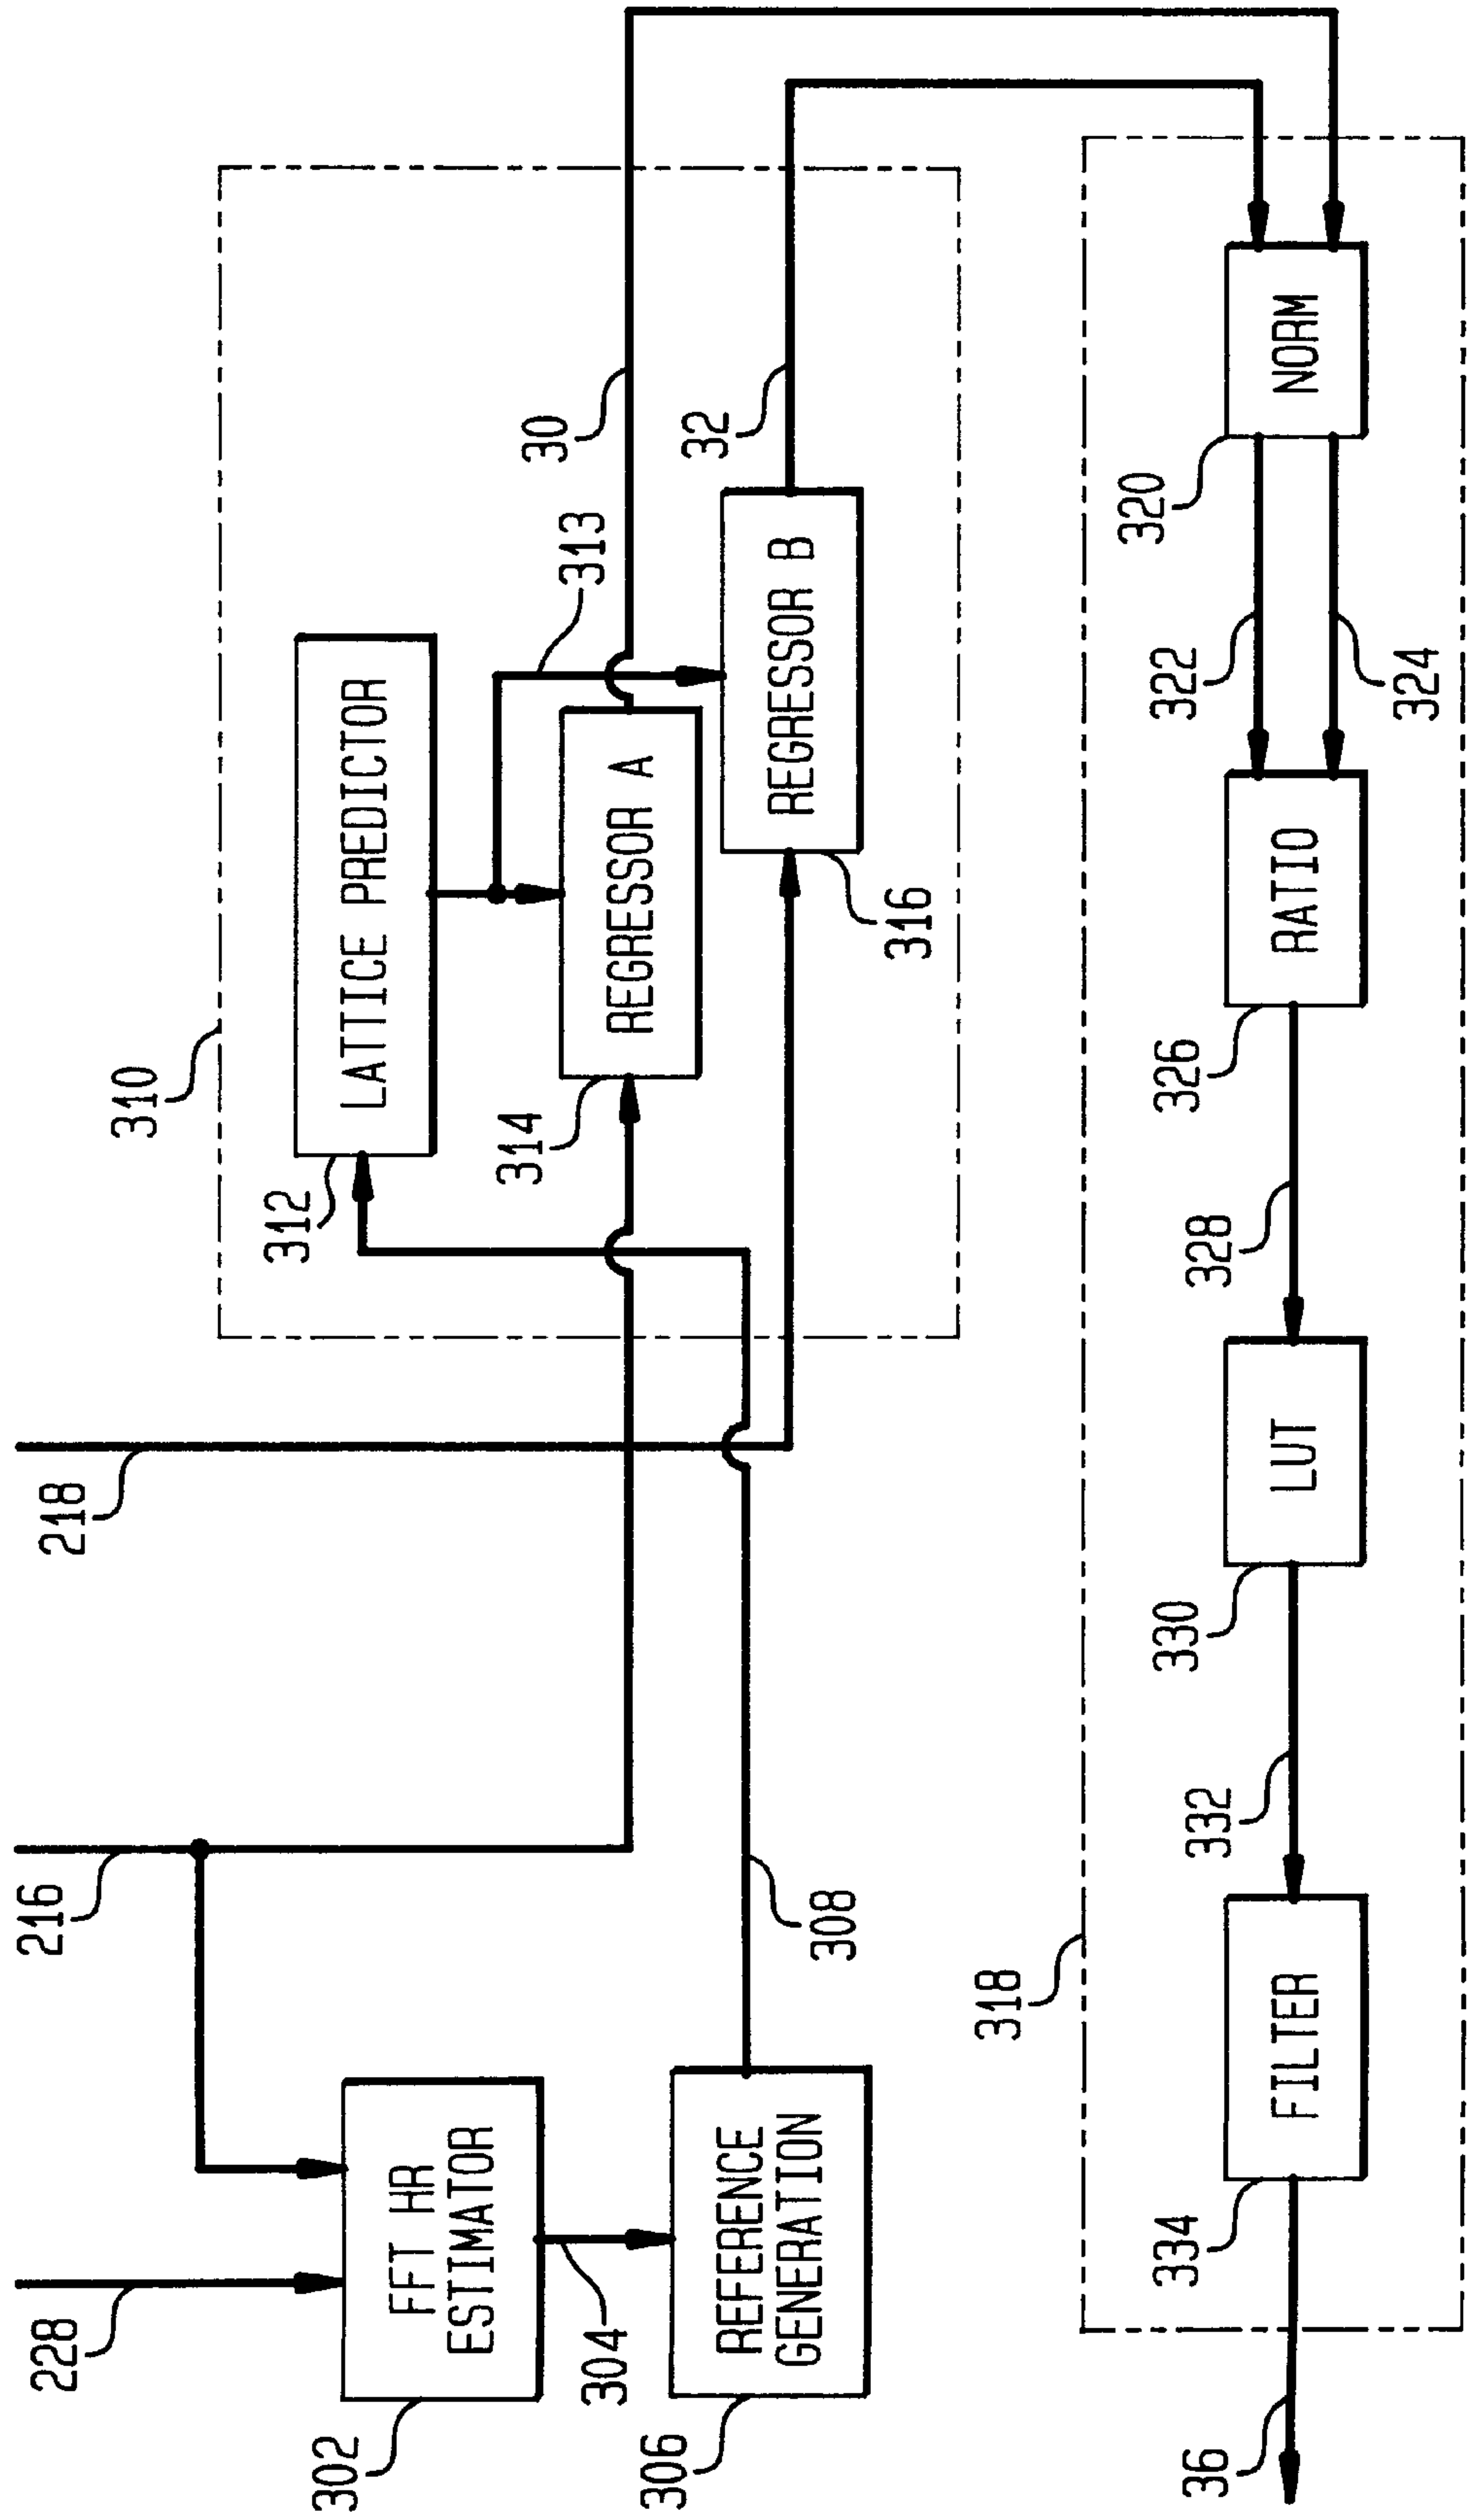 228
216
218
310
302
FFT HR
ESTIMATOR
312
LATTICE PREDICTOR
304
314
REGRESSOR A
313
30
306
REFERENCE
GENERATION
308
316
REGRESSOR B
32
318
36
334
FILTER
332
330
LUT
328
326
RATIO
322
324
320
NORM